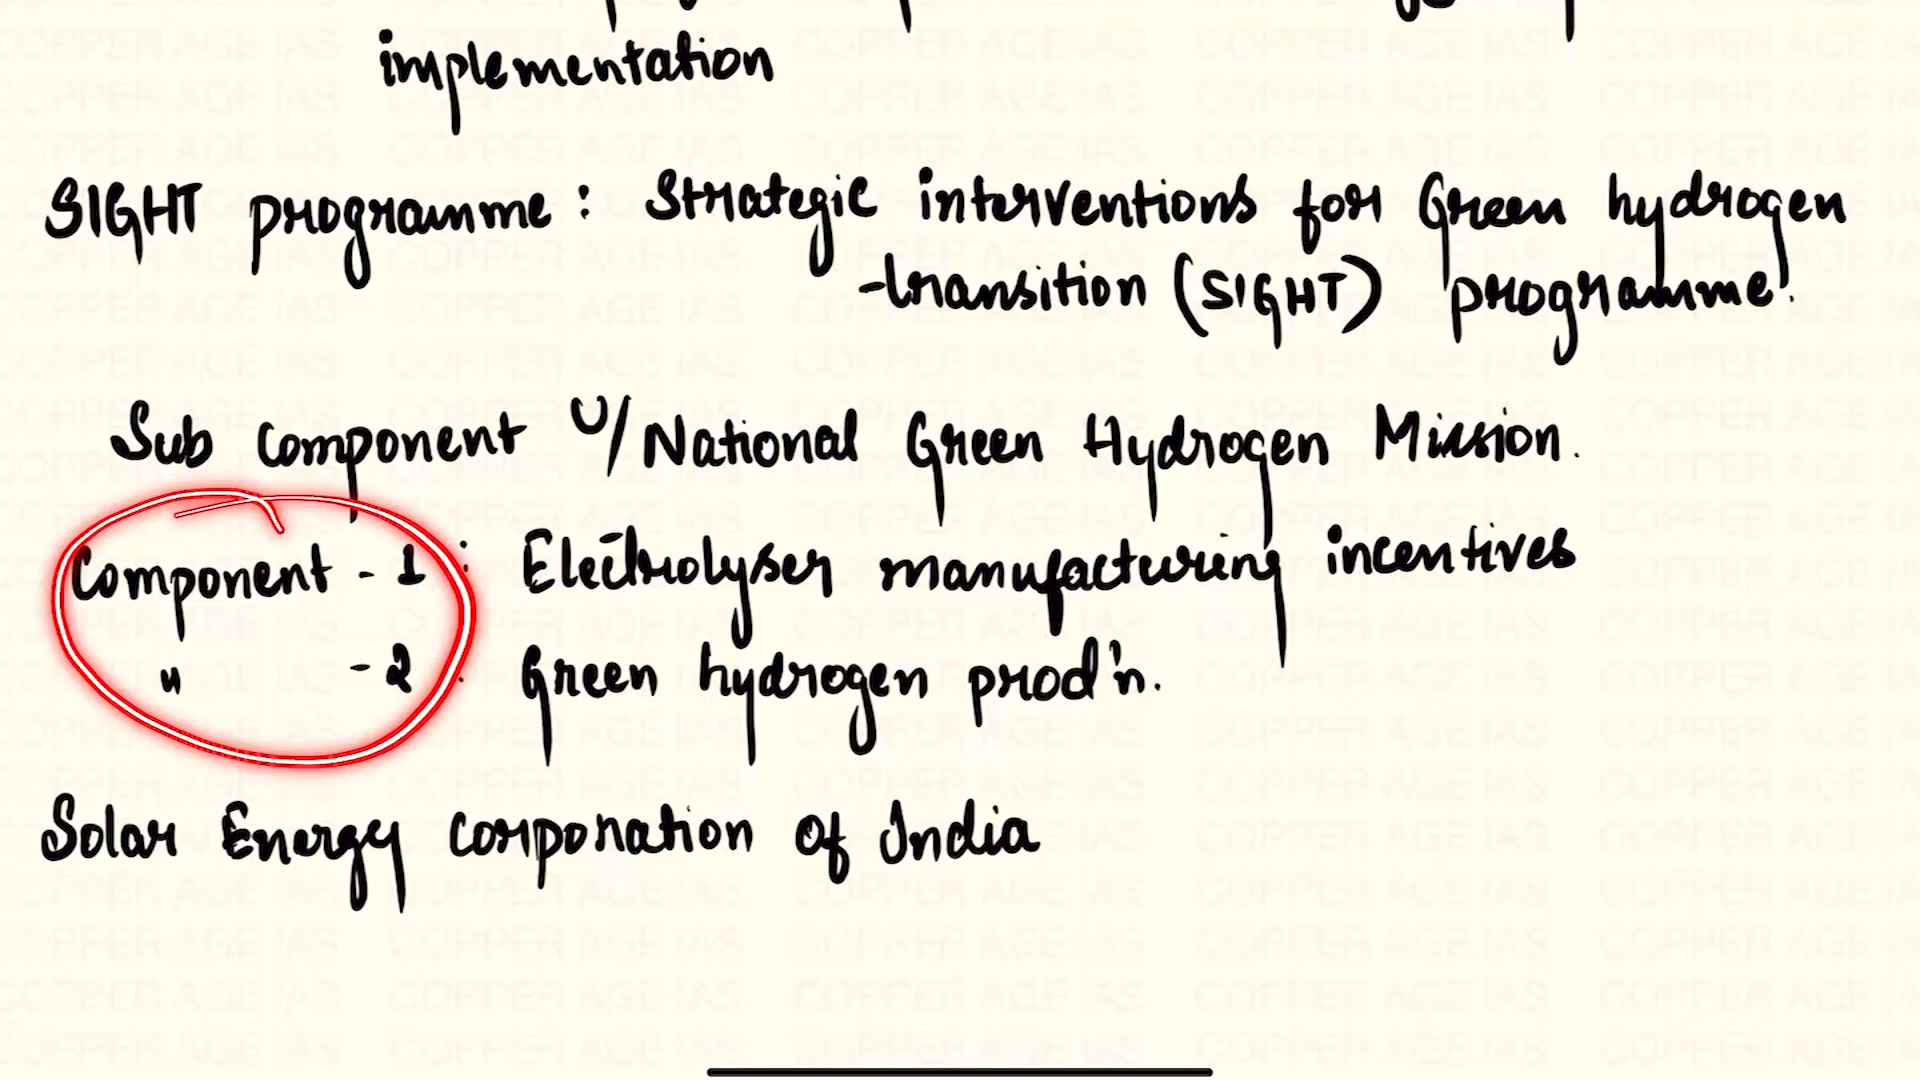 implementation
SIGHT programme : Strategic interventions for Green hydrogen
-transition (SIGHT) programme.
Sub component U/ National Green Hydrogen Mission.
Component - 1 : Electrolyser manufacturing incentives
" - 2 : Green hydrogen prod'n.
Solar Energy corporation of India